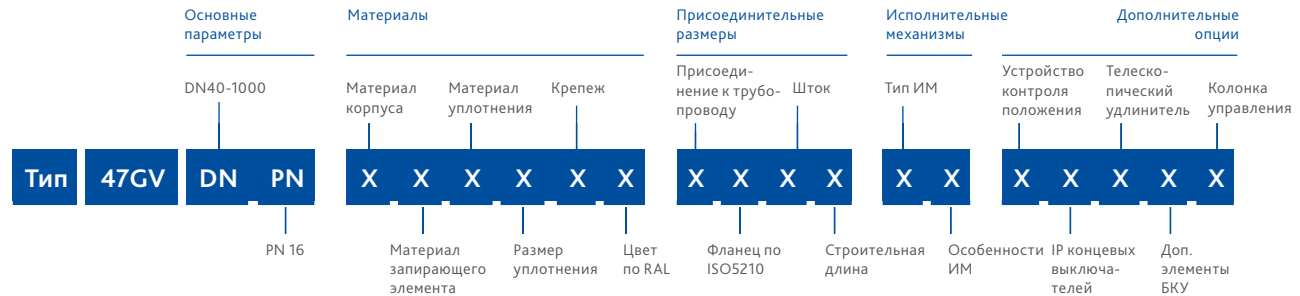 Основные
параметры
Материалы
Присоединительные
размеры
Исполнительные
механизмы
Дополнительные
опции
DN40-1000
Материал
корпуса
Материал
уплотнения
Крепеж
Присоеди-
нение к трубо-
проводу
Шток
Тип ИМ
Устройство
контроля
положения
Телеско-
пический
удлинитель
Колонка
управления
Тип 47GV DN PN X X X X X X X X X X X X X X X X X
PN 16
Материал
запирающего
элемента
Размер
уплотнения
Цвет
по RAL
Фланец по
ISO5210
Строительная
длина
Особенности
ИМ
IP концевых
выключа-
телей
Доп.
элементы
БКУ